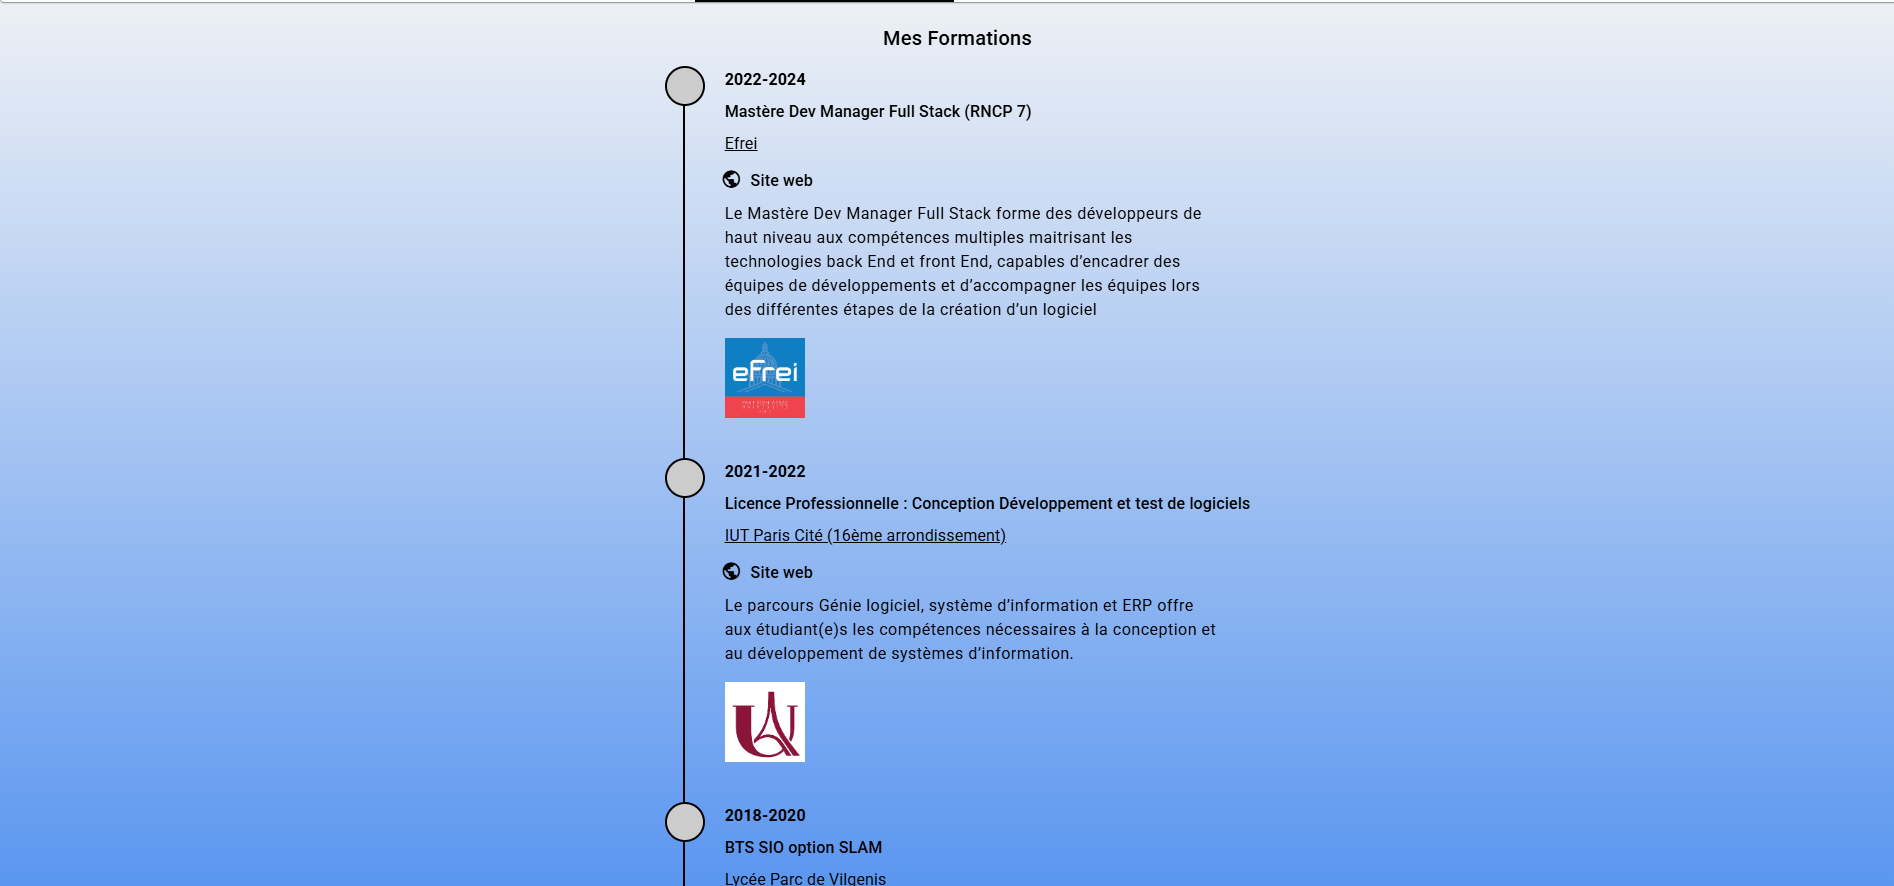 Mes Formations
2022-2024
Mastère Dev Manager Full Stack (RNCP 7)
Efrei
Site web
Le Mastère Dev Manager Full Stack forme des développeurs de
haut niveau aux compétences multiples maitrisant les
technologies back End et front End, capables d’encadrer des
équipes de développements et d’accompagner les équipes lors
des différentes étapes de la création d’un logiciel
efrei
2021-2022
Licence Professionnelle : Conception Développement et test de logiciels
IUT Paris Cité (16ème arrondissement)
Site web
Le parcours Génie logiciel, système d’information et ERP offre
aux étudiant(e)s les compétences nécessaires à la conception et
au développement de systèmes d’information.
2018-2020
BTS SIO option SLAM
Lycée Parc de Vilgenis